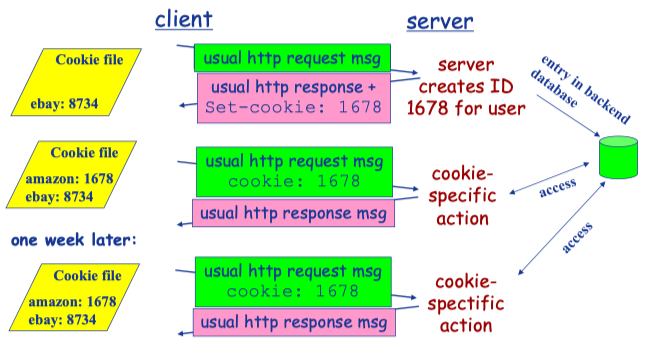 client
server
Cookie file
ebay: 8734
usual http request msg
usual http response +
Set-cookie: 1678
server
creates ID
1678 for user
entry in backend
database
Cookie file
amazon: 1678
ebay: 8734
usual http request msg
cookie: 1678
usual http response msg
cookie-
specific
action
access
access
one week later:
Cookie file
amazon: 1678
ebay: 8734
usual http request msg
cookie: 1678
usual http response msg
cookie-
spectific
action